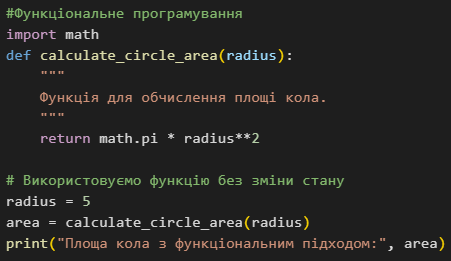 #Функціональне програмування
import math
def calculate_circle_area(radius):
    """
    Функція для обчислення площі кола.
    """
    return math.pi * radius**2

# Використовуємо функцію без зміни стану
radius = 5
area = calculate_circle_area(radius)
print("Площа кола з функціональним підходом:", area)